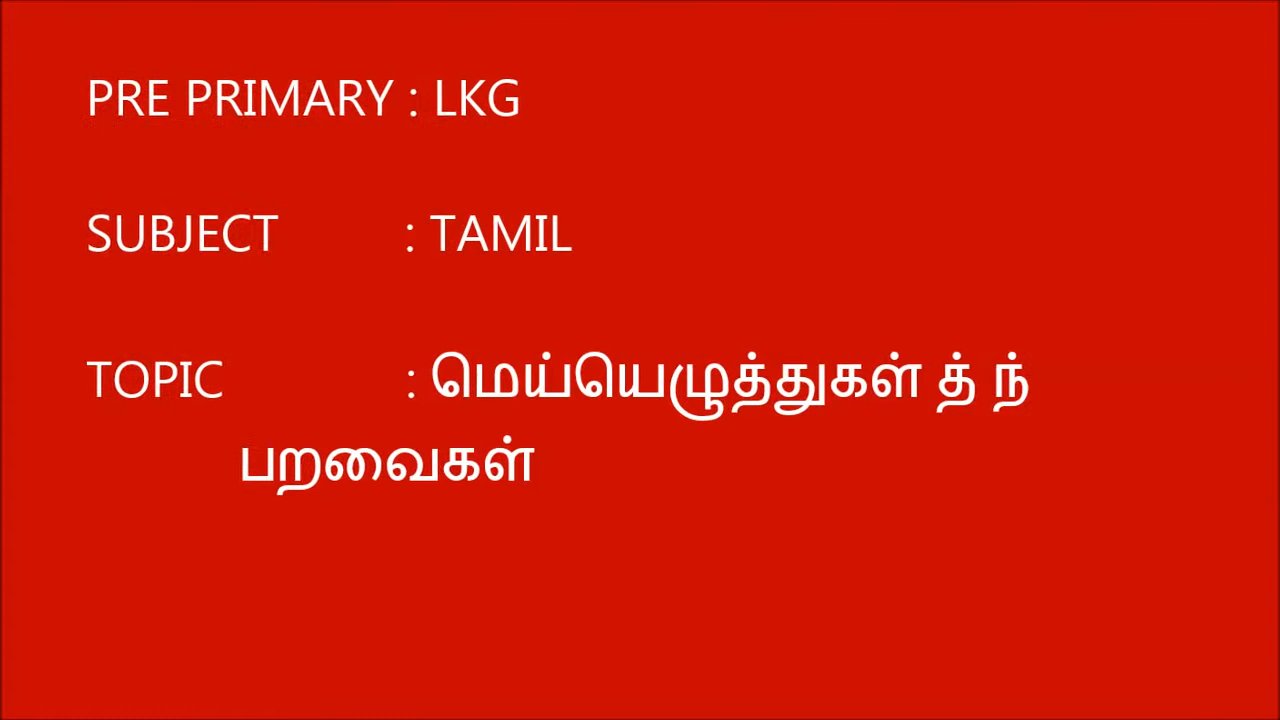 PRE PRIMARY : LKG
SUBJECT : TAMIL
TOPIC : மெய்யெழுத்துகள் த் ந்
பறவைகள்